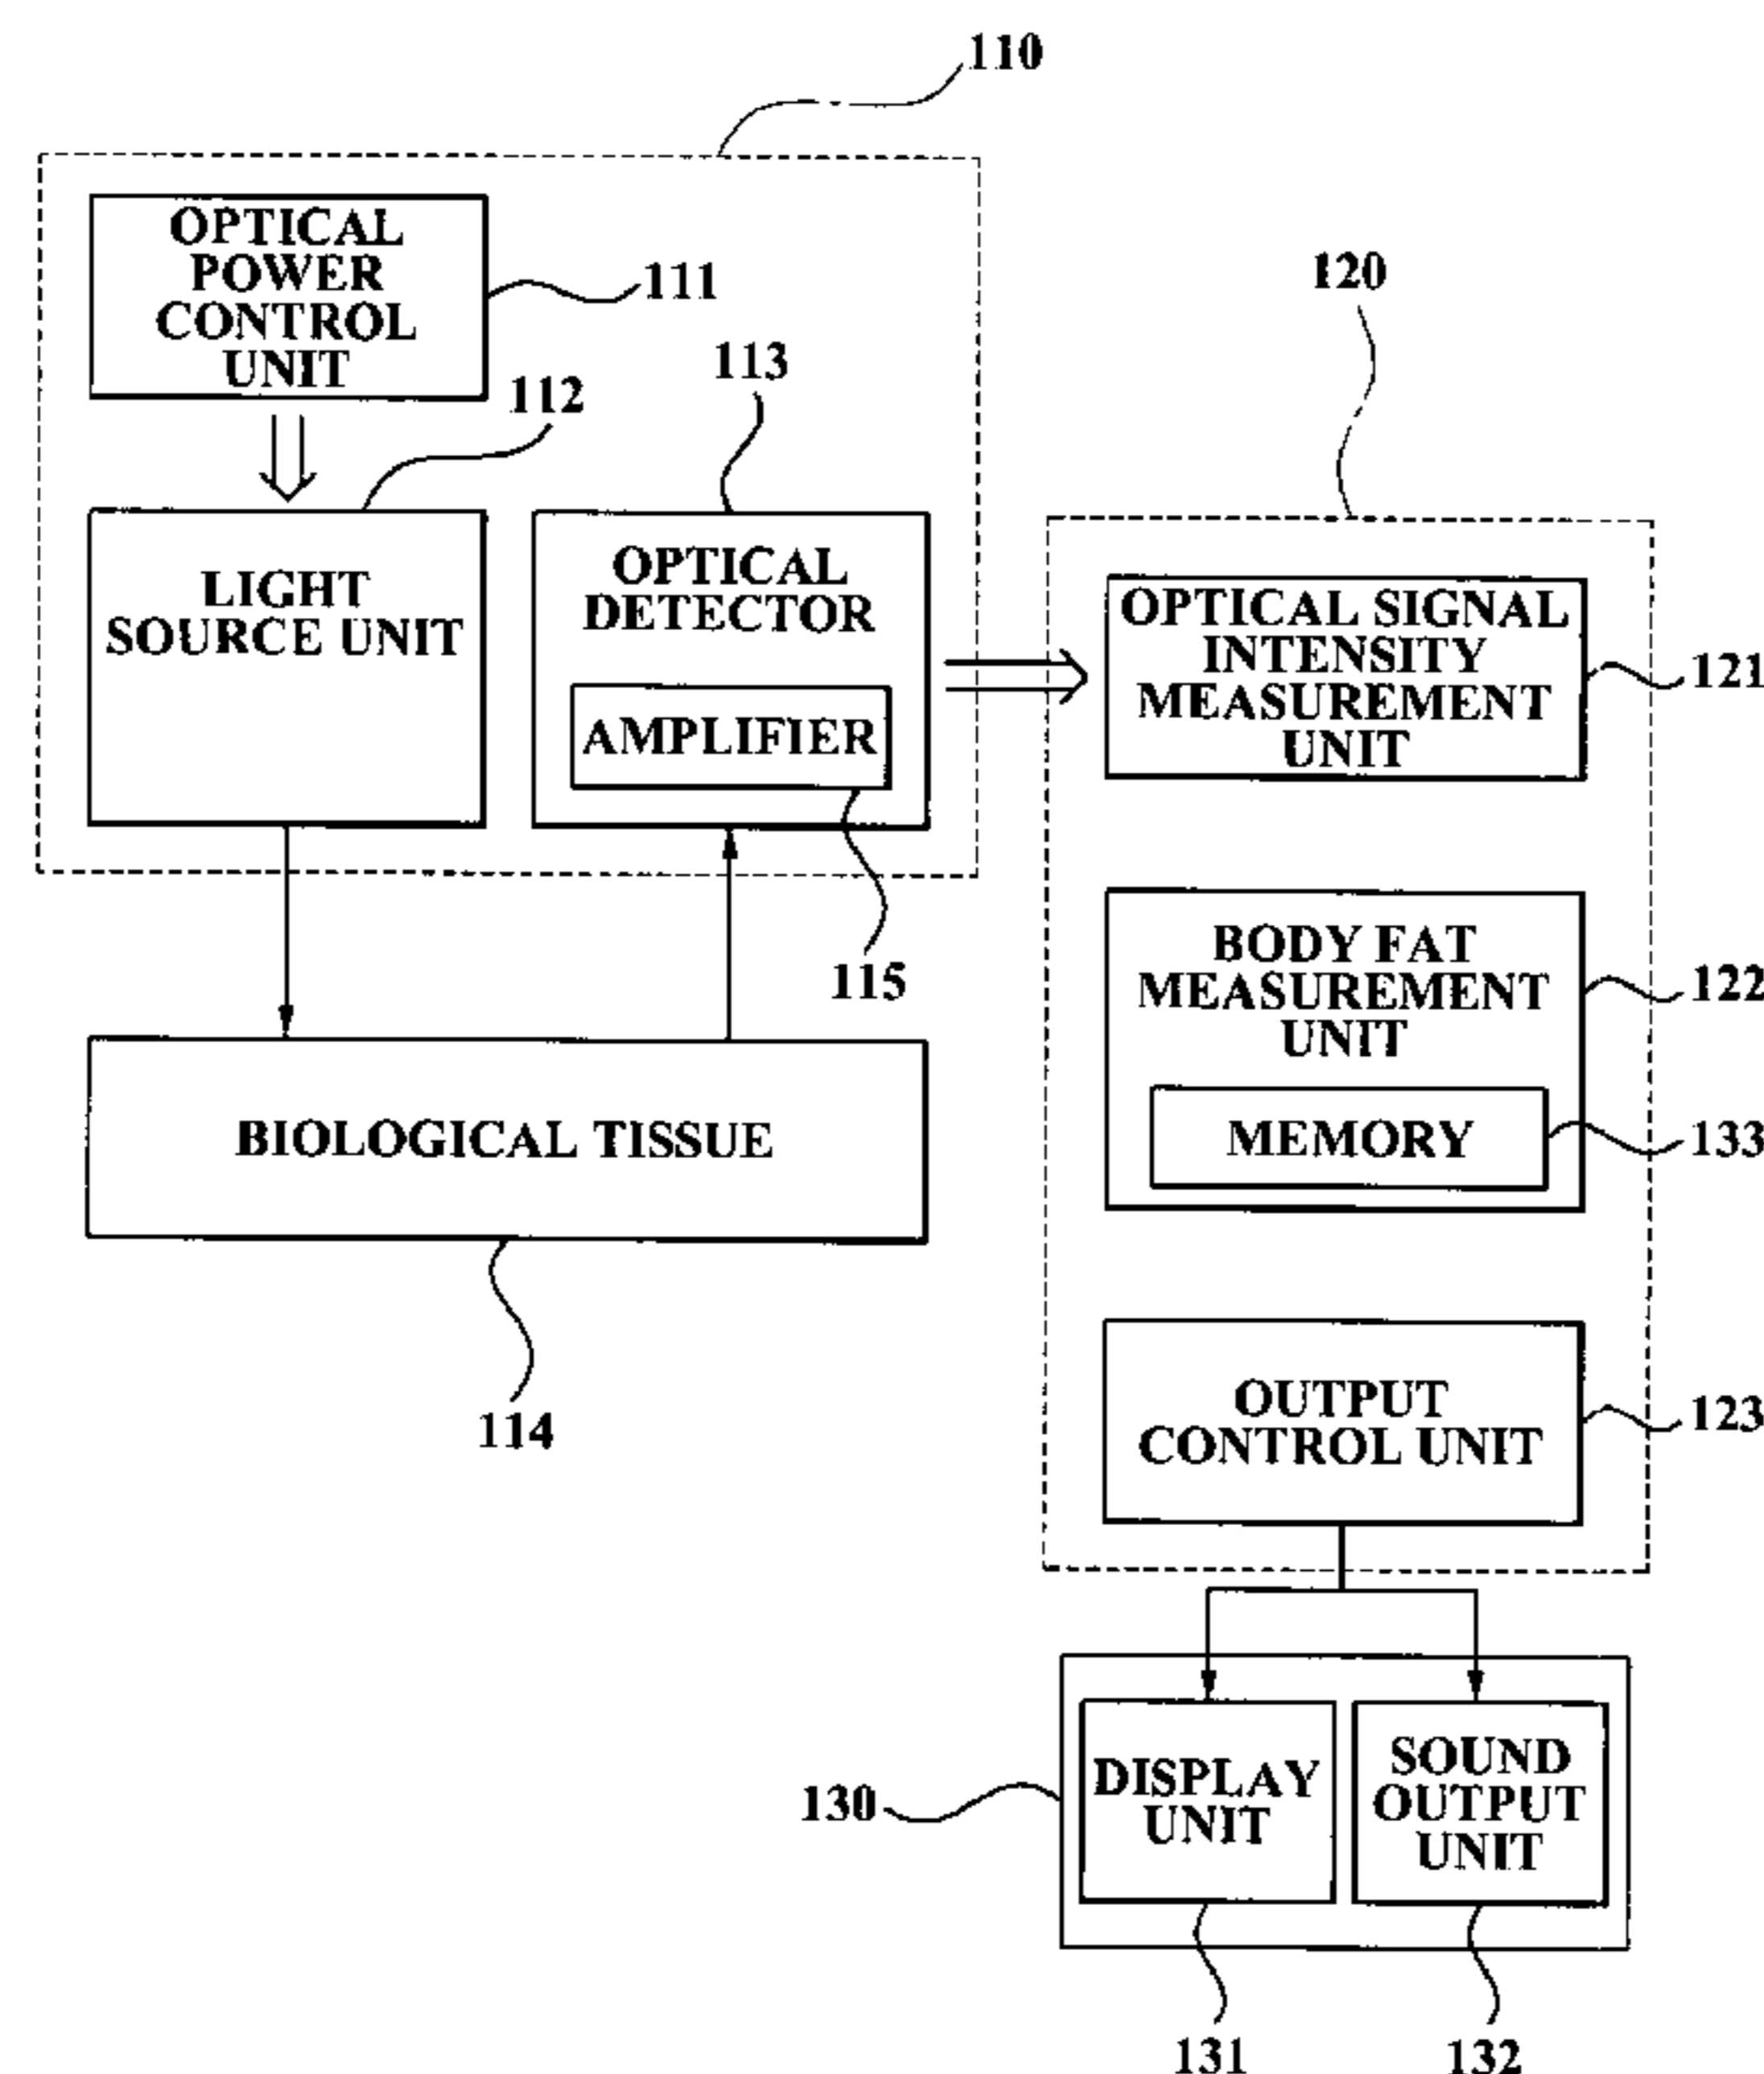 110
OPTICAL
POWER
CONTROL
UNIT
111
112
113
LIGHT
SOURCE UNIT
OPTICAL
DETECTOR
AMPLIFIER
115
BIOLOGICAL TISSUE
114
120
OPTICAL SIGNAL
INTENSITY
MEASUREMENT
UNIT
121
BODY FAT
MEASUREMENT
UNIT
122
MEMORY
133
OUTPUT
CONTROL UNIT
123
130
DISPLAY
UNIT
SOUND
OUTPUT
UNIT
131
132